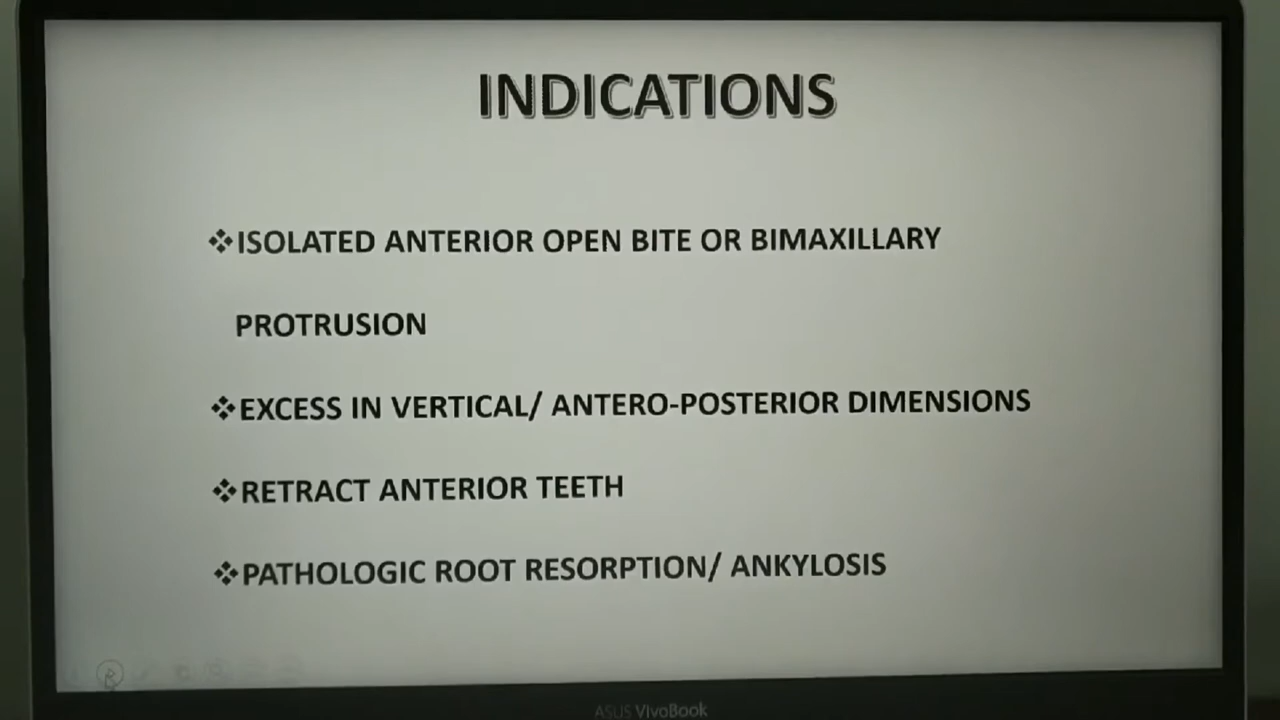 INDICATIONS
❖ISOLATED ANTERIOR OPEN BITE OR BIMAXILLARY
PROTRUSION
❖EXCESS IN VERTICAL/ ANTERO-POSTERIOR DIMENSIONS
❖RETRACT ANTERIOR TEETH
❖PATHOLOGIC ROOT RESORPTION/ ANKYLOSIS
ASUS VivoBook